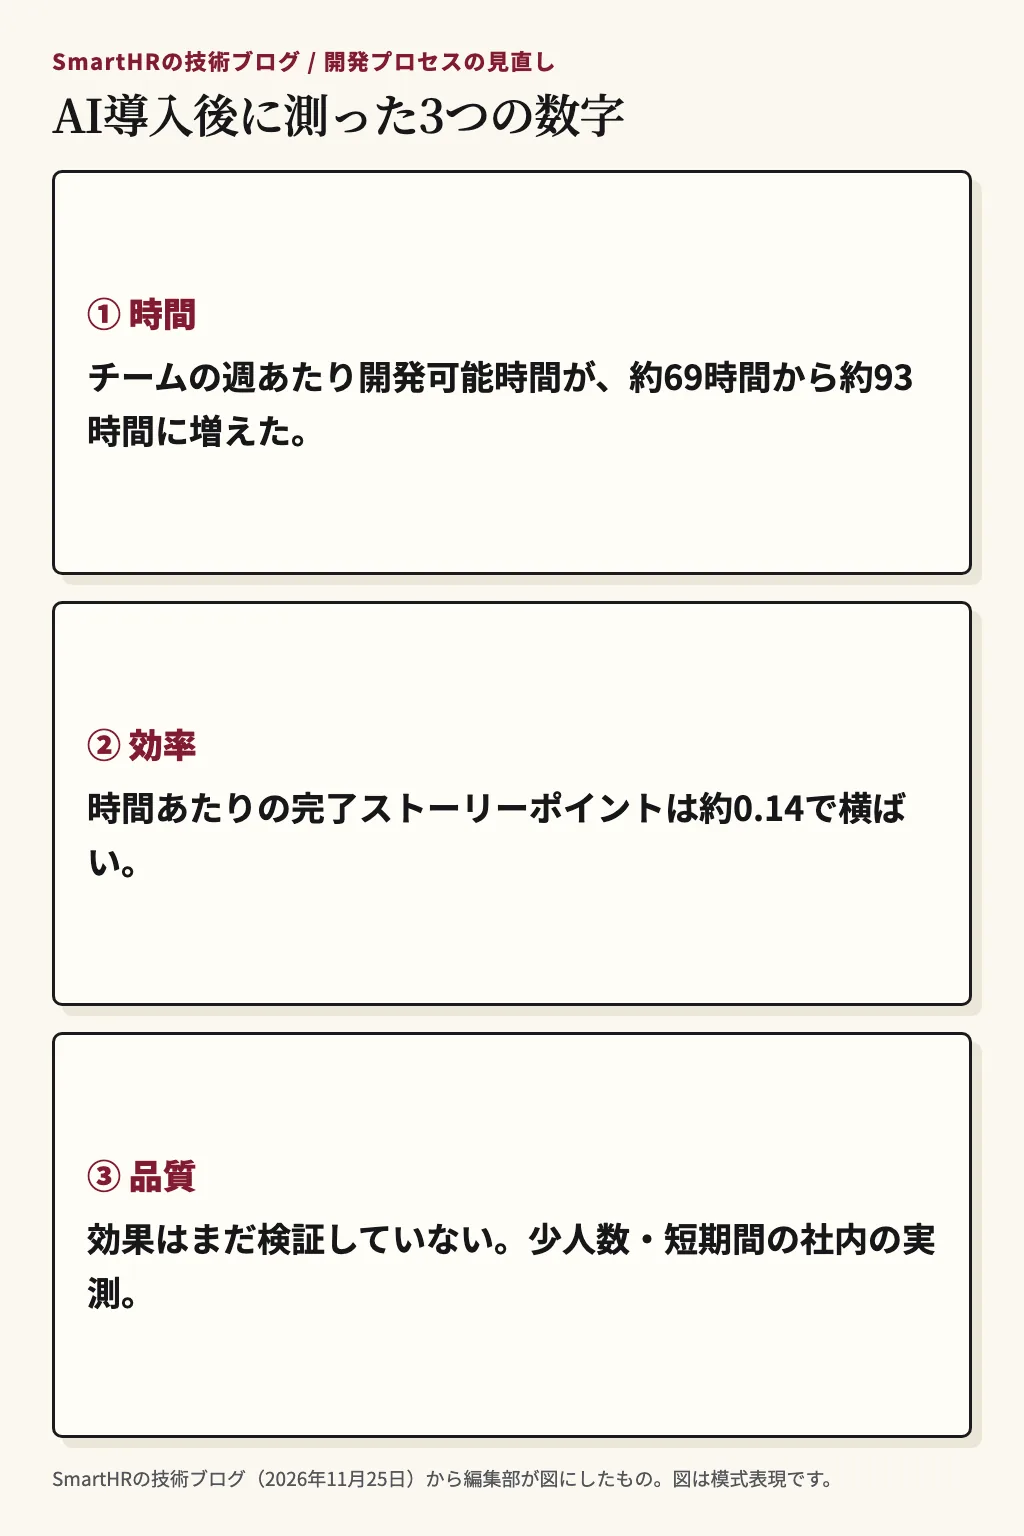 SmartHRの技術ブログ / 開発プロセスの見直し
AI導入後に測った3つの数字
① 時間
チームの週あたり開発可能時間が、約69時間から約93
時間に増えた。
② 効率
時間あたりの完了ストーリーポイントは約0.14で横ば
い。
③ 品質
効果はまだ検証していない。少人数・短期間の社内の実
測。
SmartHRの技術ブログ（2026年11月25日）から編集部が図にしたもの。図は模式表現です。